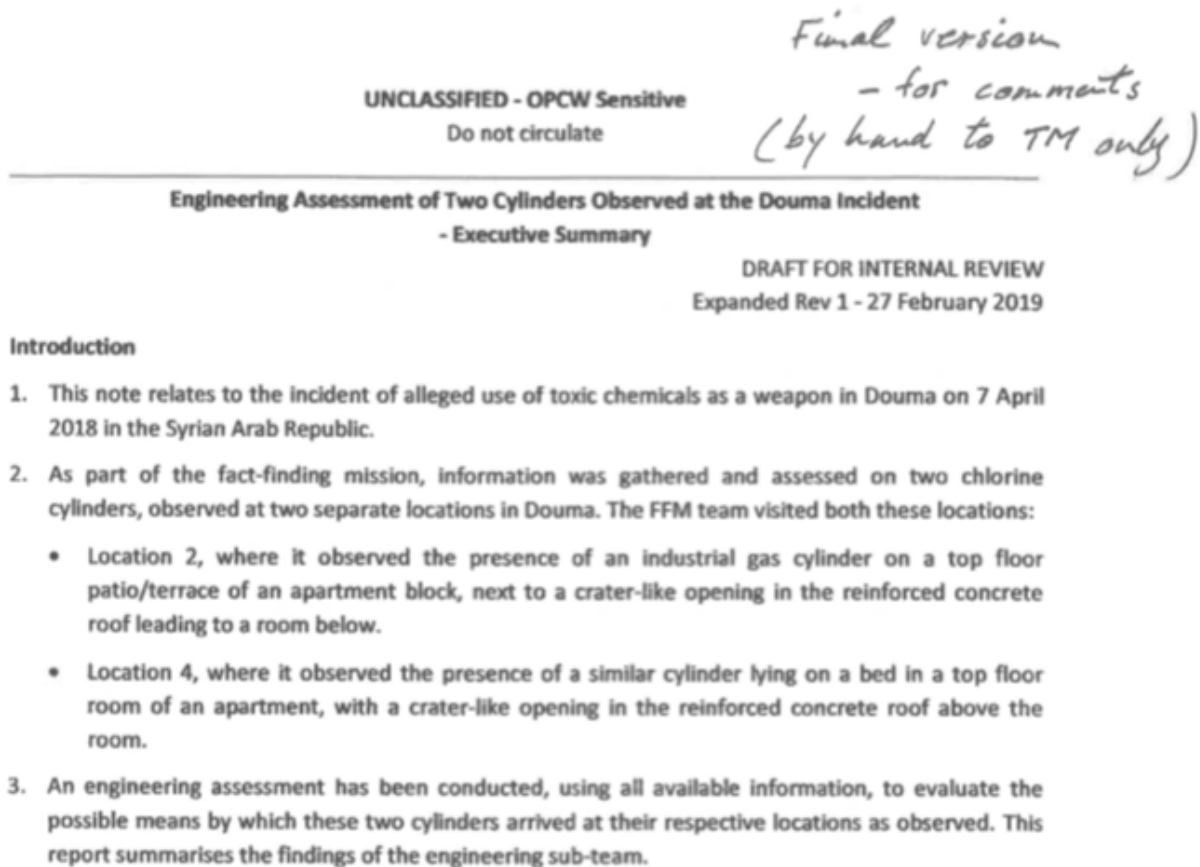 Final version
- for comments
(by hand to TM only)
UNCLASSIFIED - OPCW Sensitive
Do not circulate
Engineering Assessment of Two Cylinders Observed at the Douma Incident
- Executive Summary
DRAFT FOR INTERNAL REVIEW
Expanded Rev 1 - 27 February 2019
Introduction
1. This note relates to the incident of alleged use of toxic chemicals as a weapon in Douma on 7 April
2018 in the Syrian Arab Republic.
2. As part of the fact-finding mission, information was gathered and assessed on two chlorine
cylinders, observed at two separate locations in Douma. The FFM team visited both these locations:
• Location 2, where it observed the presence of an industrial gas cylinder on a top floor
patio/terrace of an apartment block, next to a crater-like opening in the reinforced concrete
roof leading to a room below.
• Location 4, where it observed the presence of a similar cylinder lying on a bed in a top floor
room of an apartment, with a crater-like opening in the reinforced concrete roof above the
room.
3. An engineering assessment has been conducted, using all available information, to evaluate the
possible means by which these two cylinders arrived at their respective locations as observed. This
report summarises the findings of the engineering sub-team.